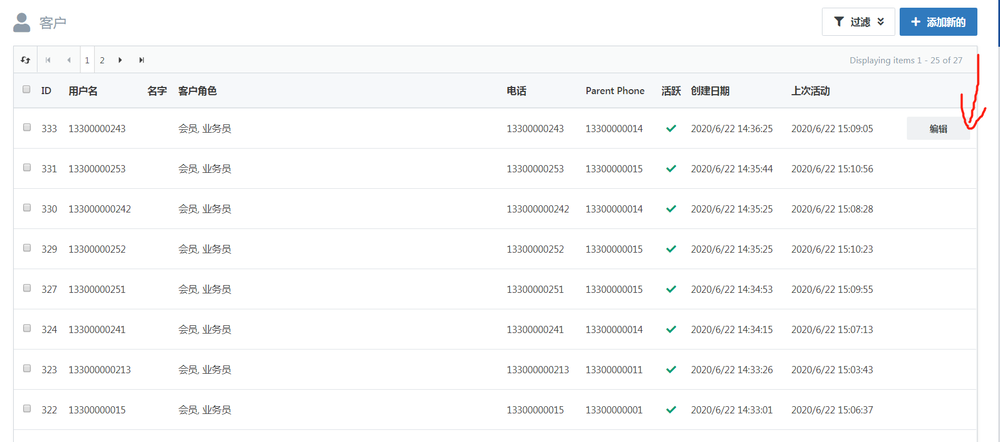 客户
过滤
添加新的
1 2
Displaying items 1 - 25 of 27
ID 用户名 名字 客户角色 电话 Parent Phone 活跃 创建日期 上次活动
333 13300000243 会员, 业务员 13300000243 13300000014 2020/6/22 14:36:25 2020/6/22 15:09:05 编辑
331 13300000253 会员, 业务员 13300000253 13300000015 2020/6/22 14:35:44 2020/6/22 15:10:56
330 133000000242 会员, 业务员 133000000242 13300000014 2020/6/22 14:35:25 2020/6/22 15:08:28
329 13300000252 会员, 业务员 13300000252 13300000015 2020/6/22 14:35:25 2020/6/22 15:10:23
327 13300000251 会员, 业务员 13300000251 13300000015 2020/6/22 14:34:53 2020/6/22 15:09:55
324 13300000241 会员, 业务员 13300000241 13300000014 2020/6/22 14:34:15 2020/6/22 15:07:13
323 133000000213 会员, 业务员 133000000213 13300000011 2020/6/22 14:33:26 2020/6/22 15:03:43
322 13300000015 会员, 业务员 13300000015 13300000001 2020/6/22 14:33:01 2020/6/22 15:06:37